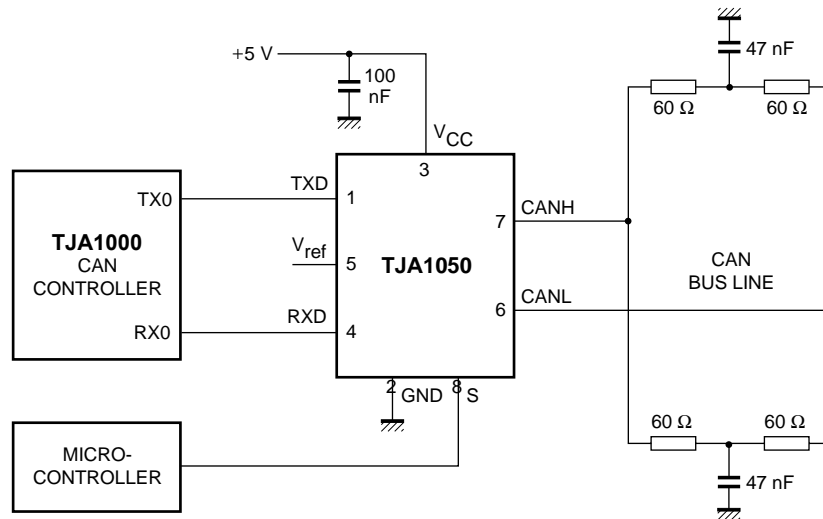 +5 V
100
nF
47 nF
60 Ω
60 Ω
VCC
3
TX0
TXD
1
TJA1000
CAN
CONTROLLER
Vref
5
TJA1050
7
CANH
CAN
BUS LINE
6
CANL
RX0
RXD
4
2
GND
8
S
MICRO-
CONTROLLER
60 Ω
60 Ω
47 nF